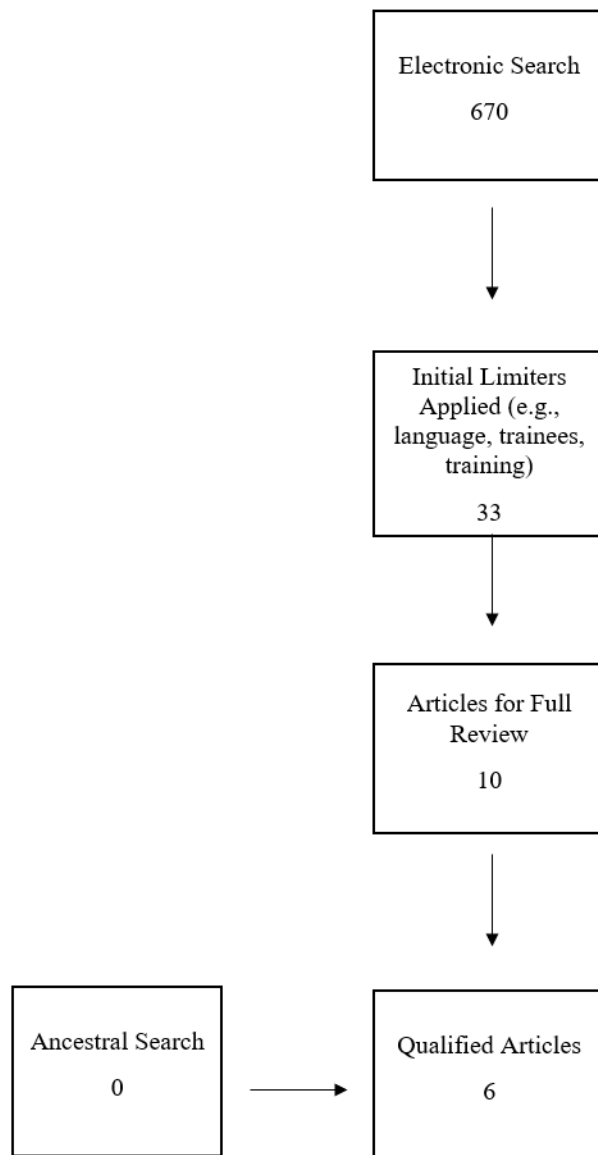 Electronic Search
670
Initial Limiters
Applied (e.g.,
language, trainees,
training)
33
Articles for Full
Review
10
Ancestral Search
0
Qualified Articles
6